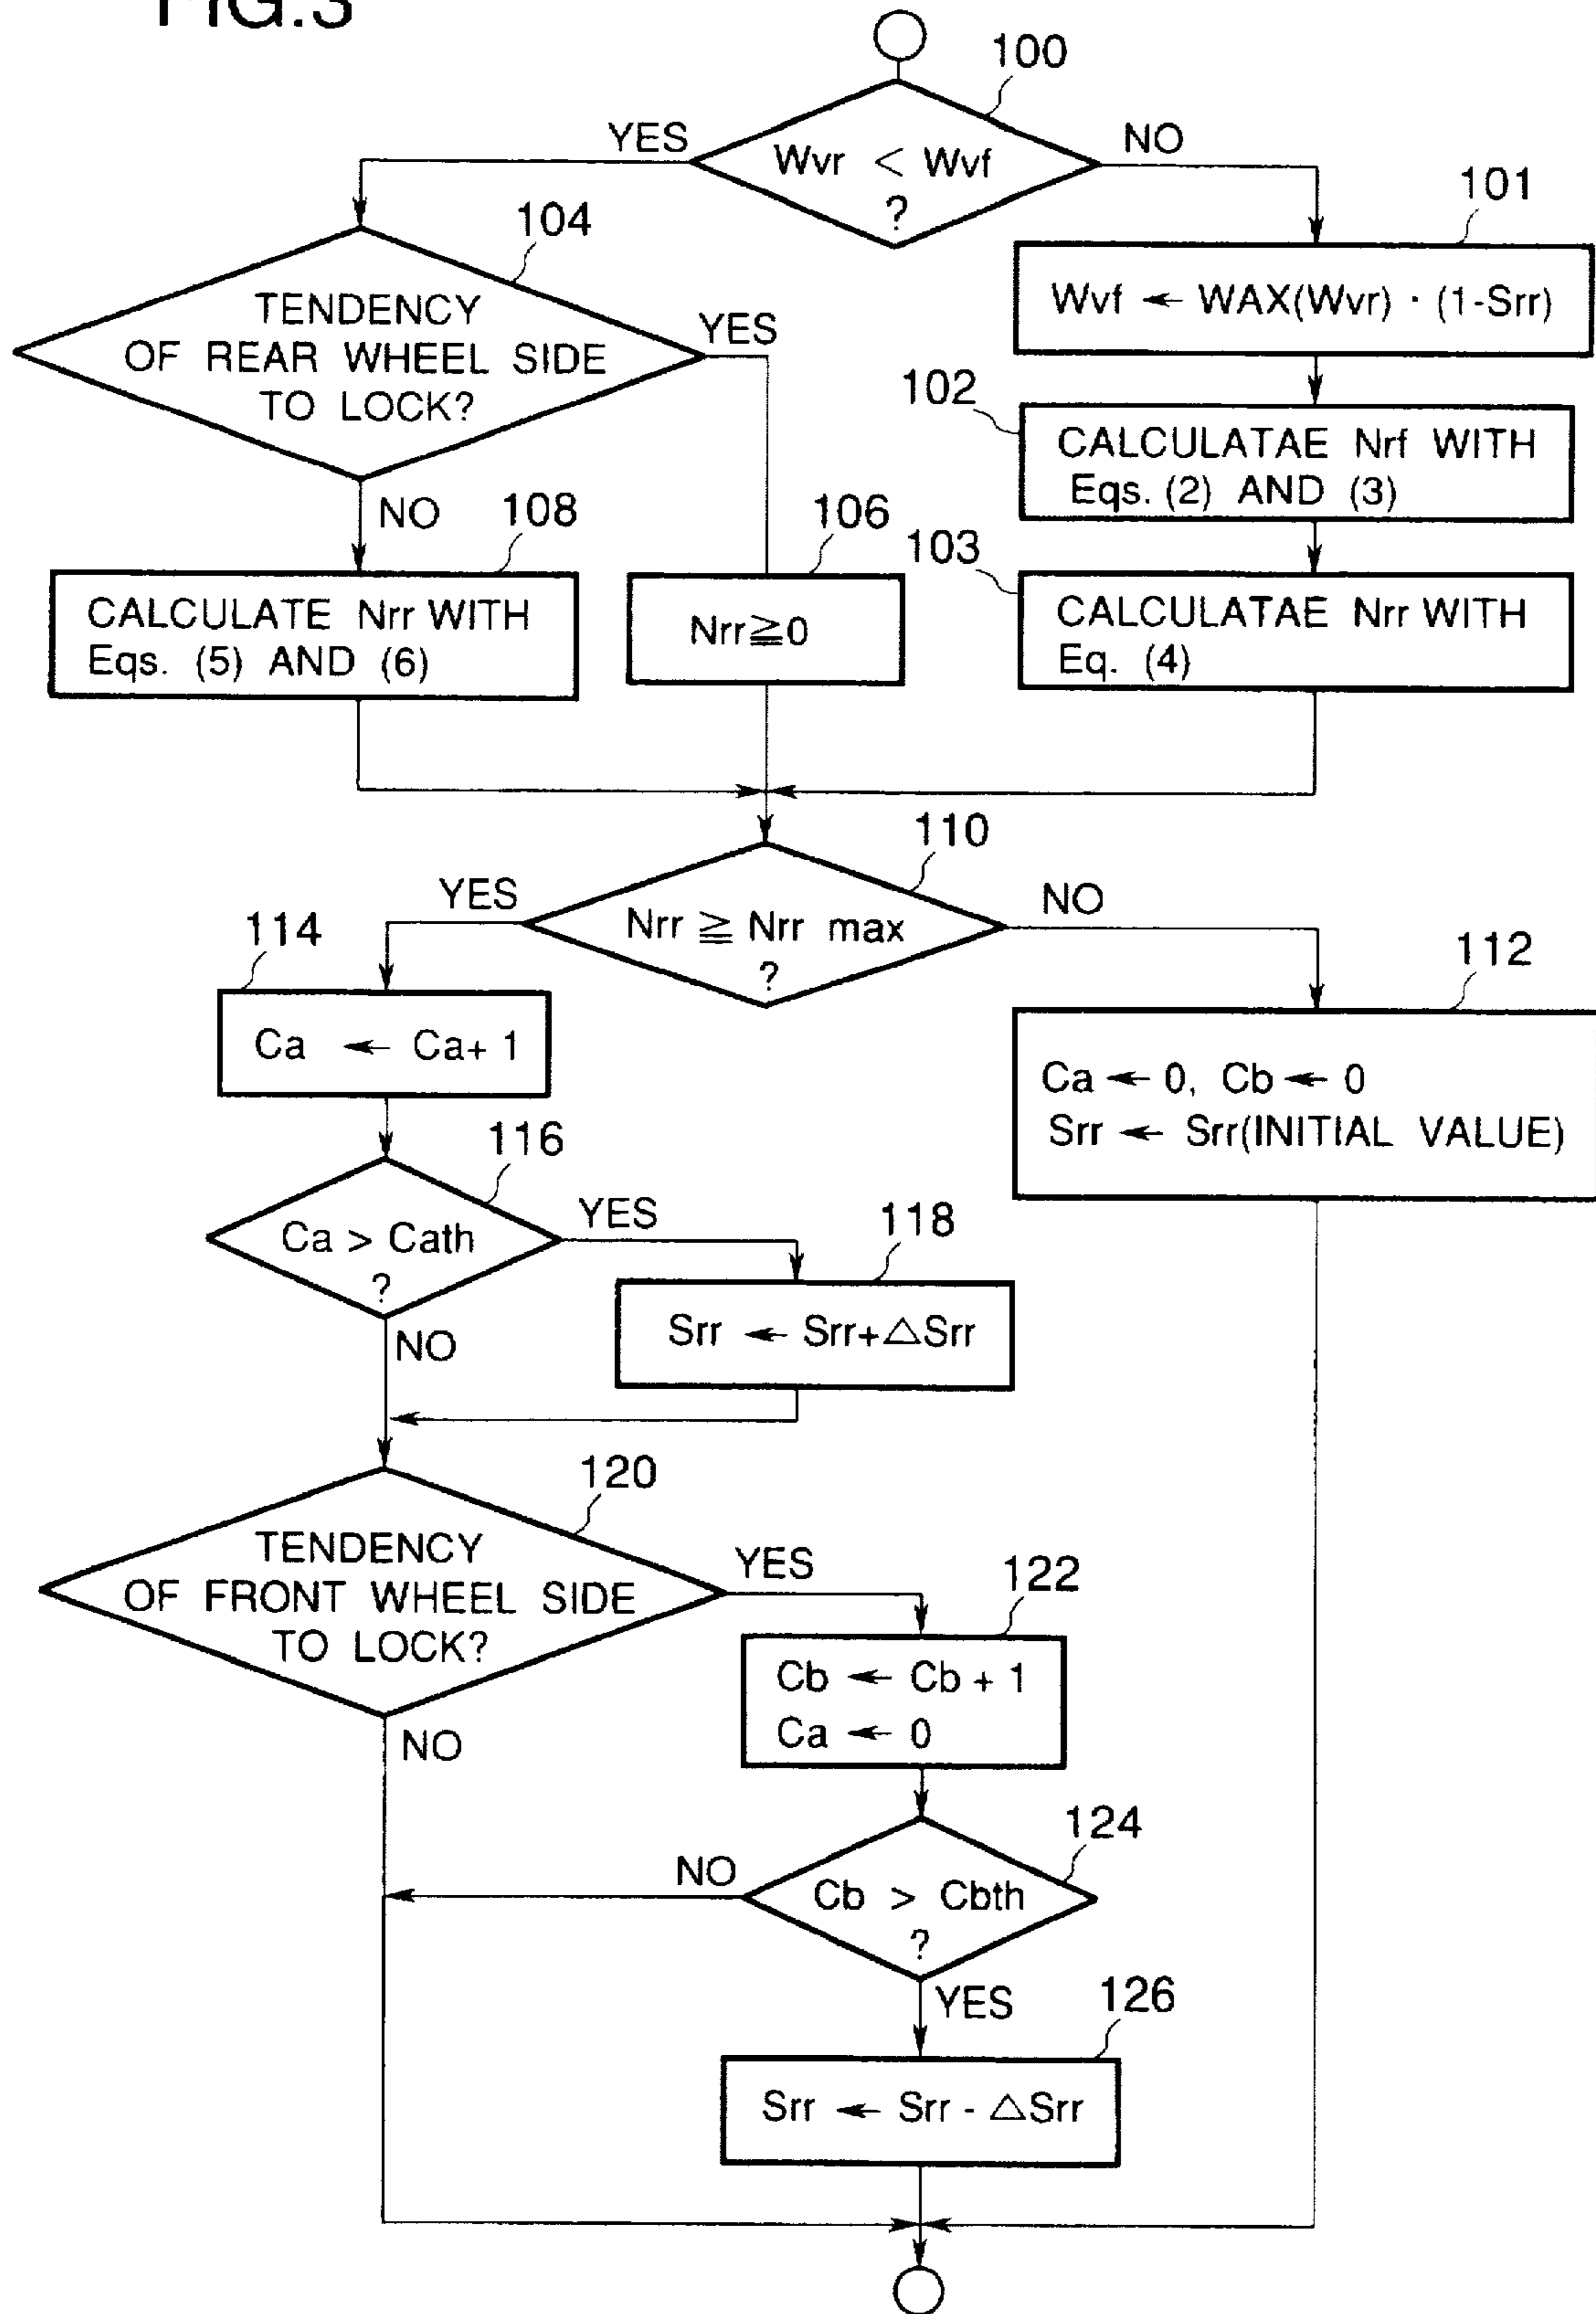 FIG.3
100
YES
Wvr < Wvf
?
NO
101
Wvf ← WAX(Wvr) · (1-Srr)
104
TENDENCY
OF REAR WHEEL SIDE
TO LOCK?
YES
NO
102
CALCULATAE Nrf WITH
Eqs. (2) AND (3)
108
CALCULATE Nrr WITH
Eqs. (5) AND (6)
106
Nrr≧0
103
CALCULATAE Nrr WITH
Eq. (4)
110
YES
Nrr ≧ Nrr max
?
NO
114
Ca ← Ca+ 1
112
Ca ← 0, Cb ← 0
Srr ← Srr(INITIAL VALUE)
116
Ca > Cath
?
YES
NO
118
Srr ← Srr+△Srr
120
TENDENCY
OF FRONT WHEEL SIDE
TO LOCK?
YES
NO
122
Cb ← Cb + 1
Ca ← 0
124
NO
Cb > Cbth
?
YES
126
Srr ← Srr - △Srr